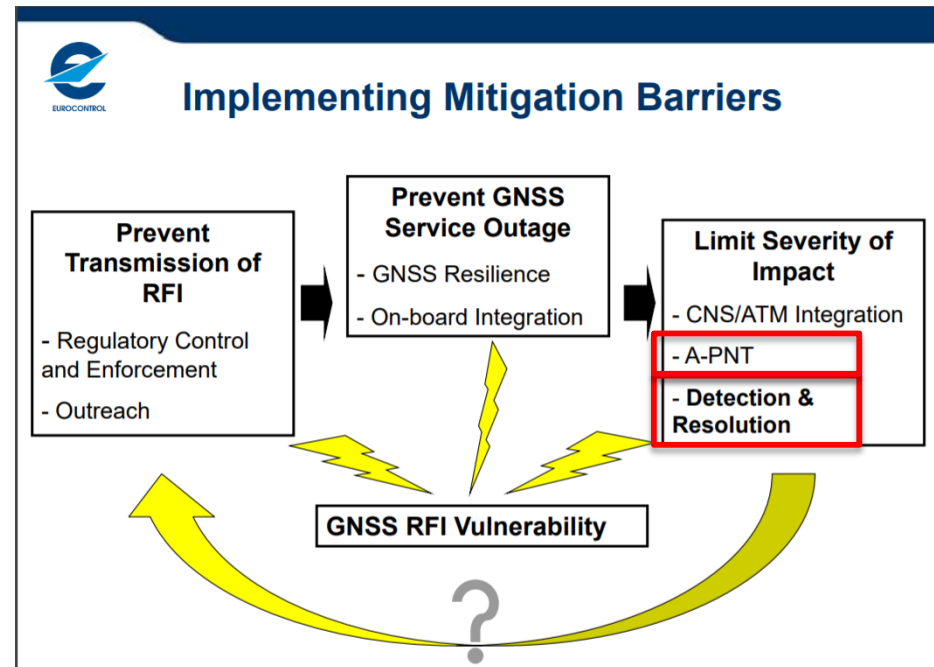 EUROCONTROL
Implementing Mitigation Barriers
Prevent
Transmission of
RFI
- Regulatory Control
and Enforcement
- Outreach
Prevent GNSS
Service Outage
- GNSS Resilience
- On-board Integration
Limit Severity of
Impact
- CNS/ATM Integration
- A-PNT
- Detection &
Resolution
GNSS RFI Vulnerability
?